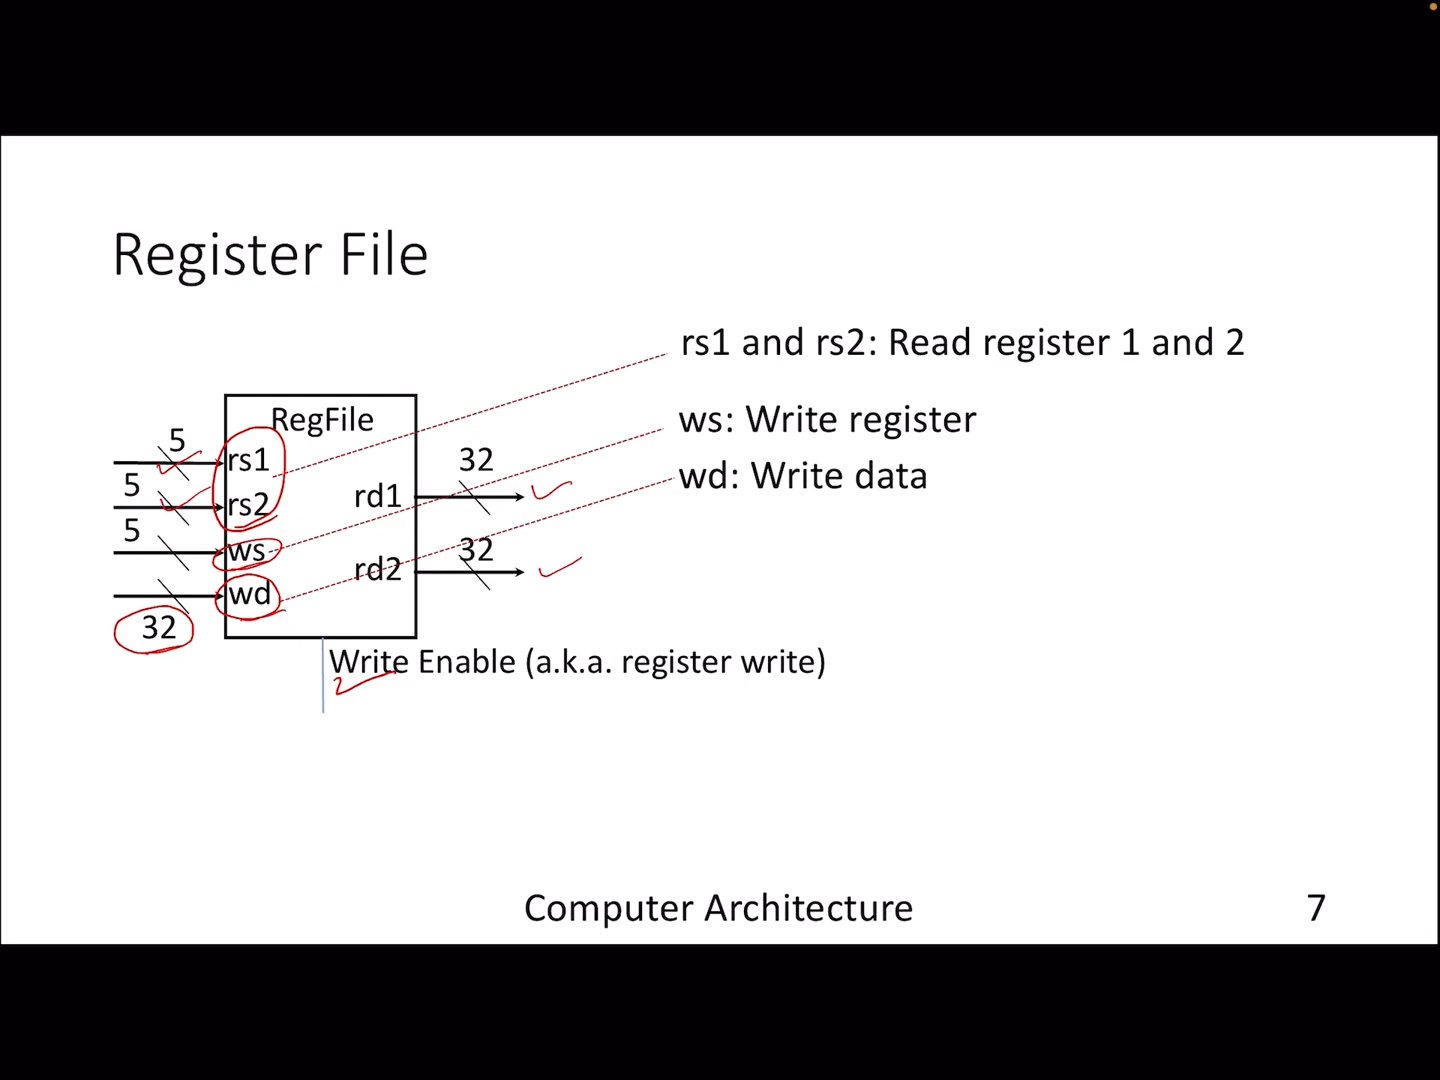 Register File
rs1 and rs2: Read register 1 and 2
ws: Write register
wd: Write data
RegFile
5
rs1
32
5
rs2
rd1
5
ws
32
rd2
wd
32
Write Enable (a.k.a. register write)
Computer Architecture
7